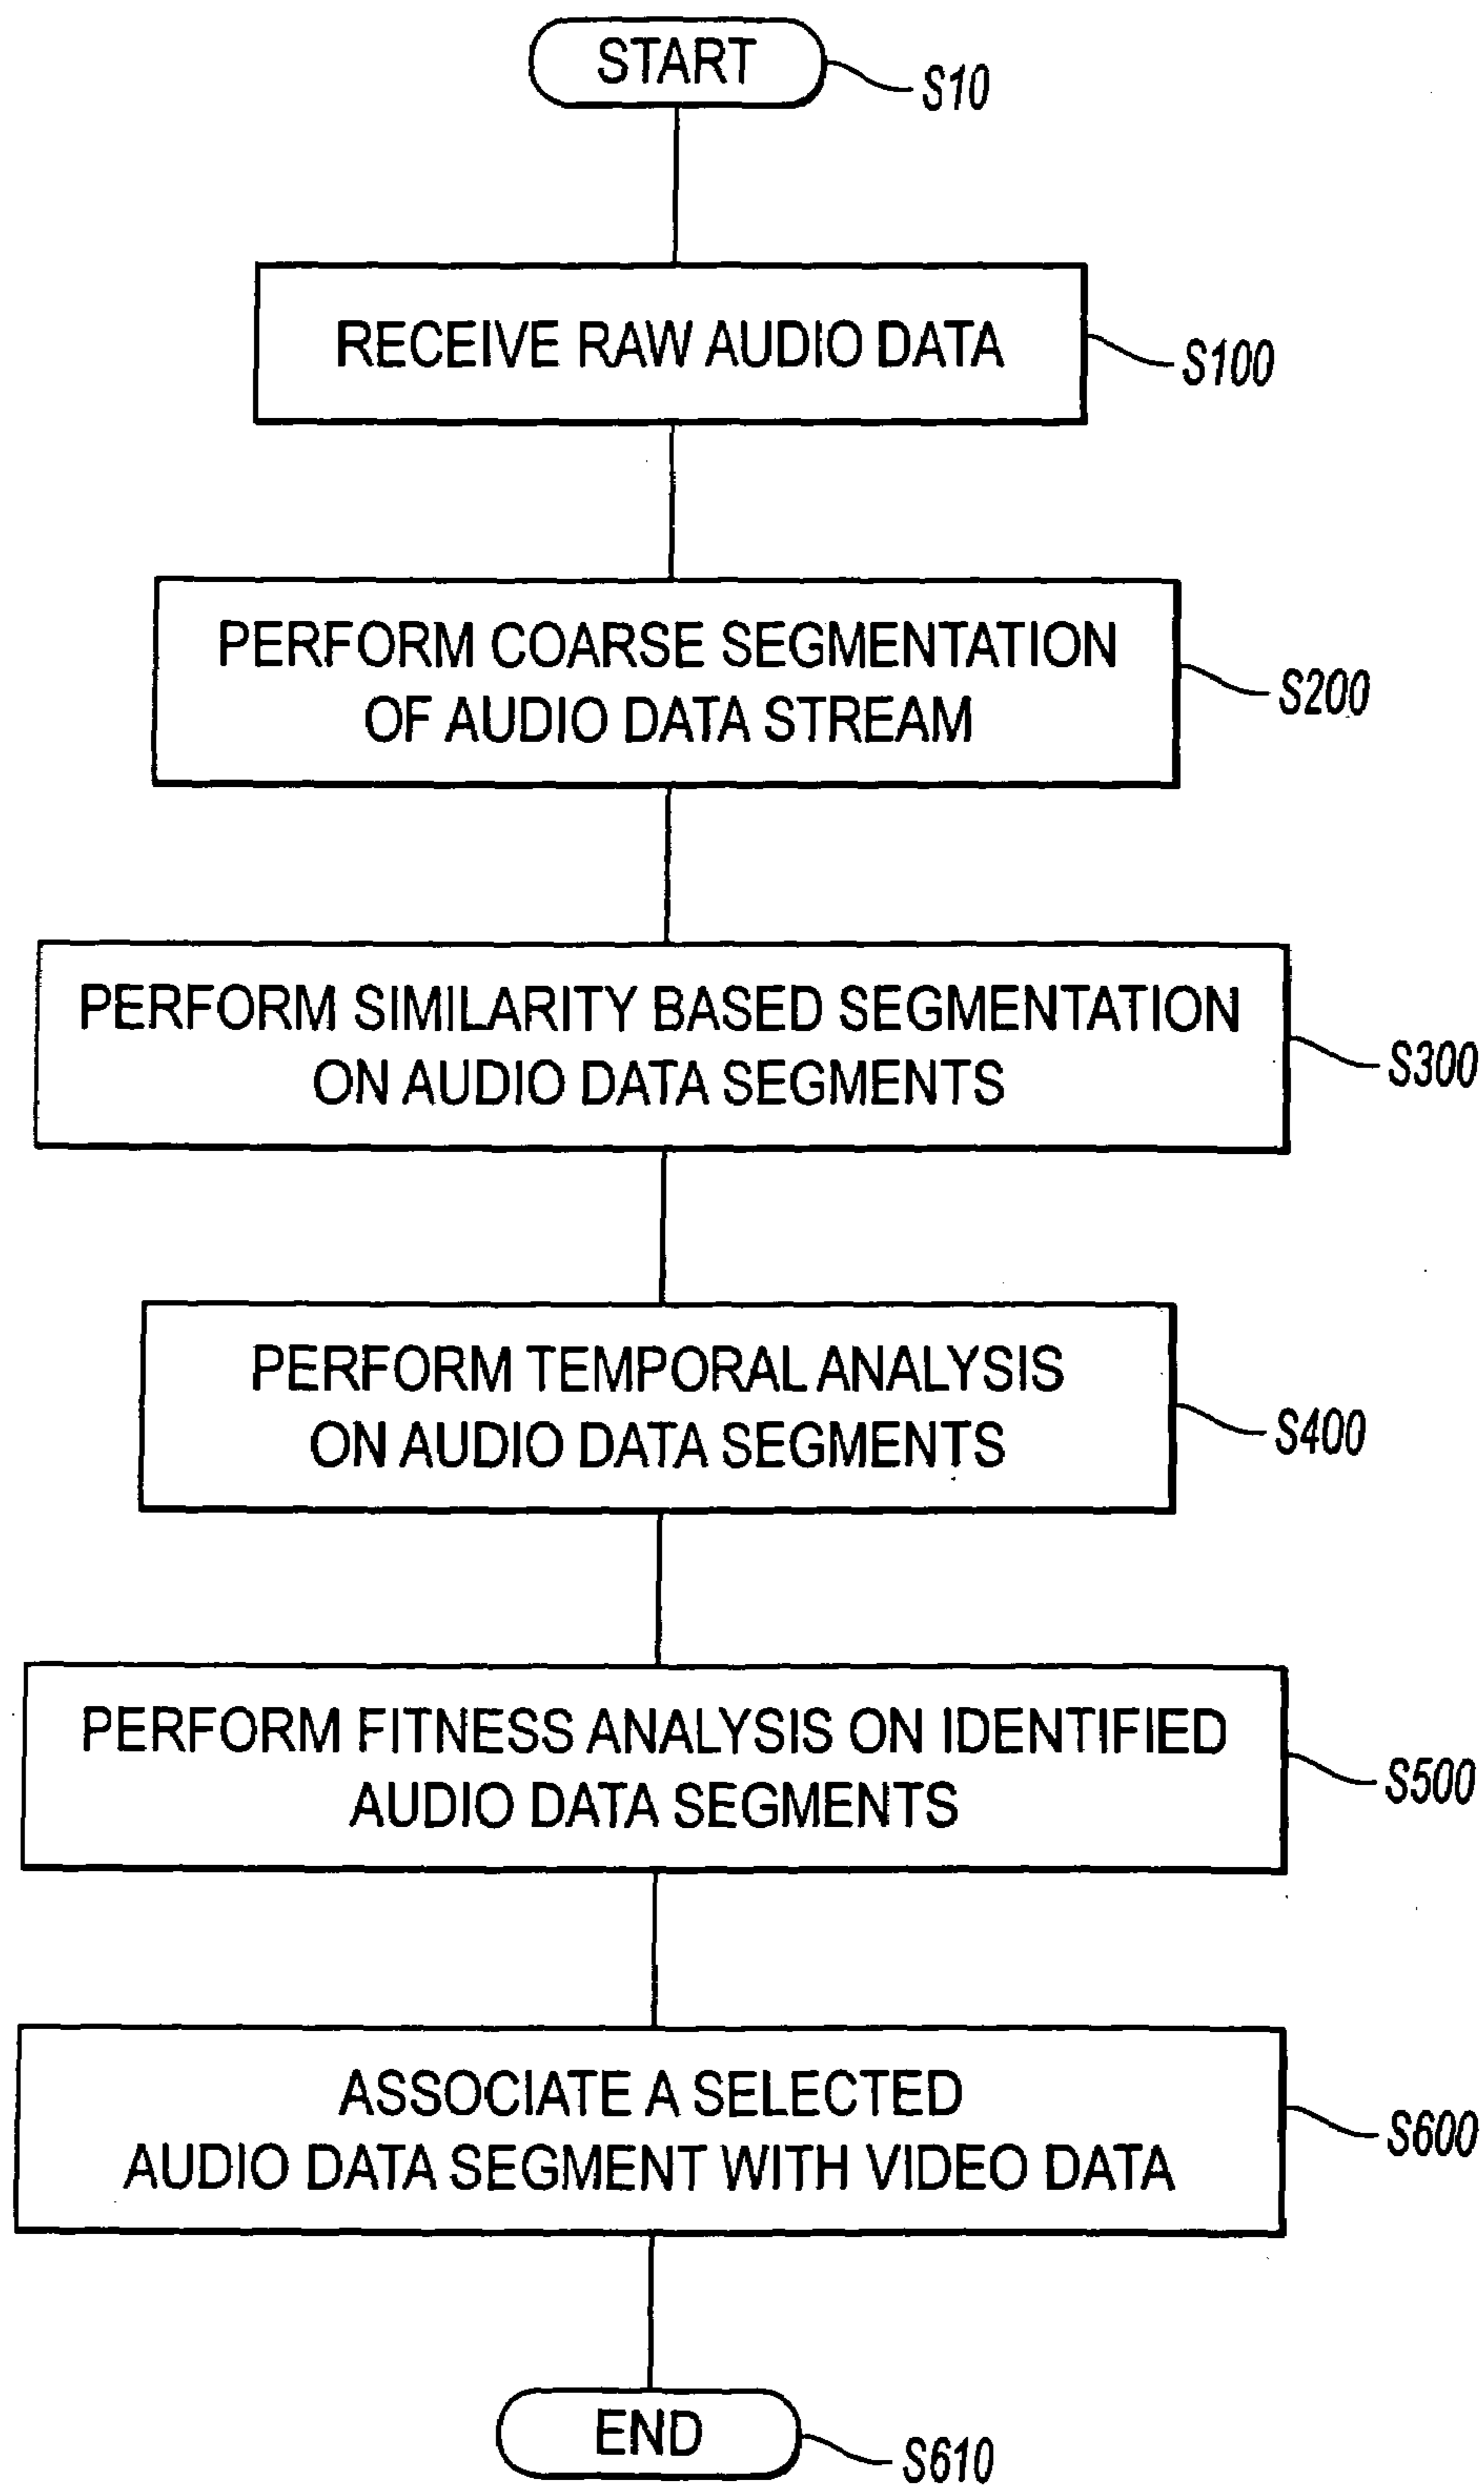 START
S10
RECEIVE RAW AUDIO DATA
S100
PERFORM COARSE SEGMENTATION
OF AUDIO DATA STREAM
S200
PERFORM SIMILARITY BASED SEGMENTATION
ON AUDIO DATA SEGMENTS
S300
PERFORM TEMPORAL ANALYSIS
ON AUDIO DATA SEGMENTS
S400
PERFORM FITNESS ANALYSIS ON IDENTIFIED
AUDIO DATA SEGMENTS
S500
ASSOCIATE A SELECTED
AUDIO DATA SEGMENT WITH VIDEO DATA
S600
END
S610